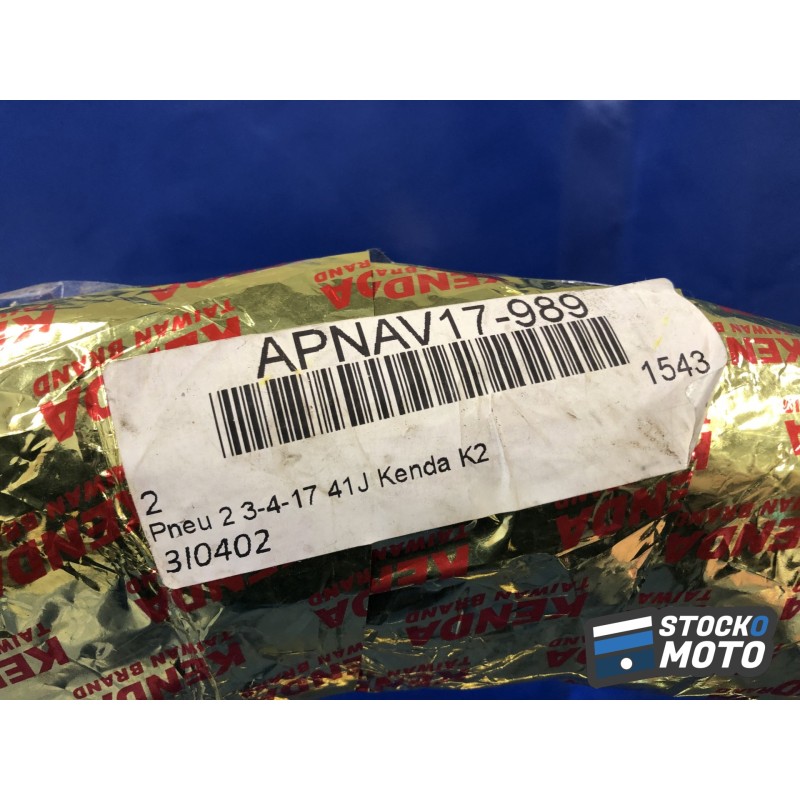 APNAV17-989
1543
2
Pneu 2 3-4-17 41J Kenda K2
3I0402
KENDA
TAIWAN BRAND
STOCKO
MOTO